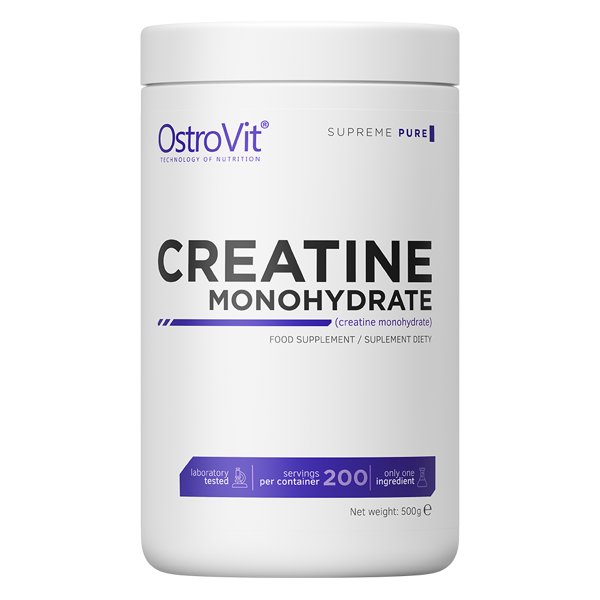 OstroVit®
TECHNOLOGY OF NUTRITION
SUPREME PURE
CREATINE
MONOHYDRATE
(creatine monohydrate)
FOOD SUPPLEMENT / SUPLEMENT DIETY
laboratory
tested
servings
per container 200
only one
ingredient
Net weight: 500g ℮